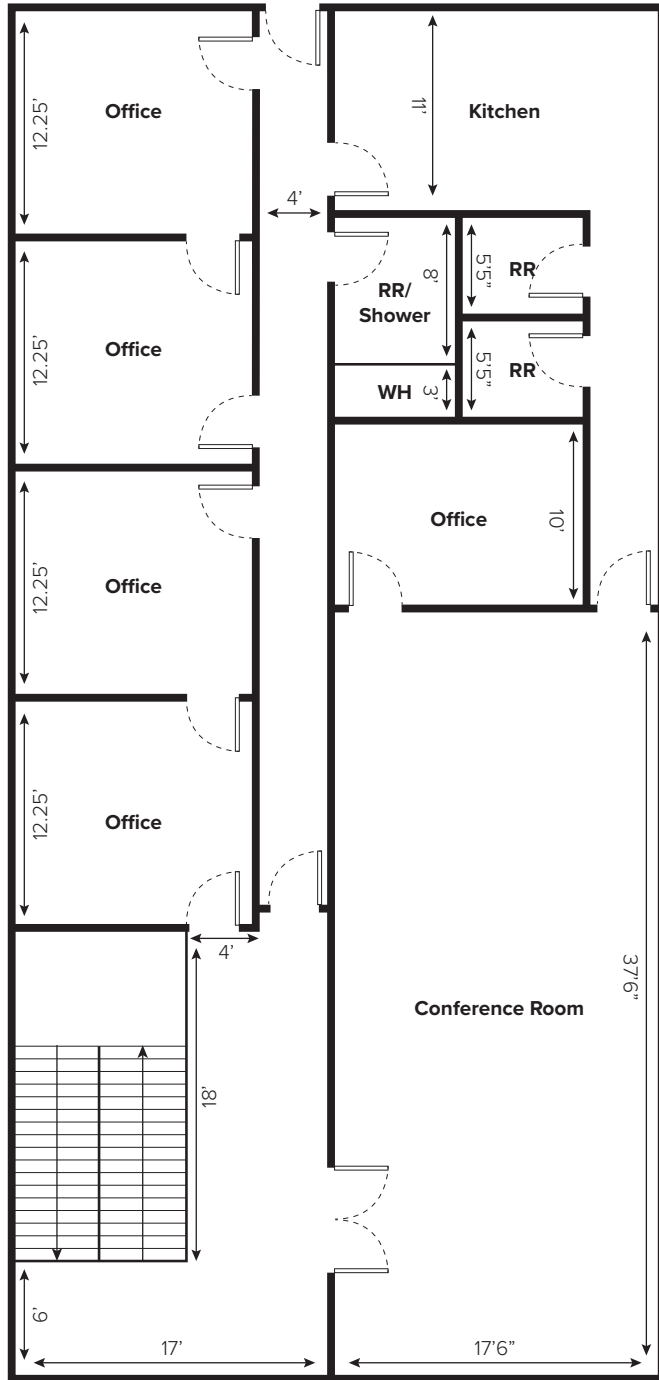 12.25’
Office
11’
Kitchen
4’
12.25’
Office
RR/
Shower
8’
5’5”
RR
5’5”
RR
WH
3’
12.25’
Office
Office
10’
12.25’
Office
4’
18’
Conference Room
37’6”
6’
17’
17’6”